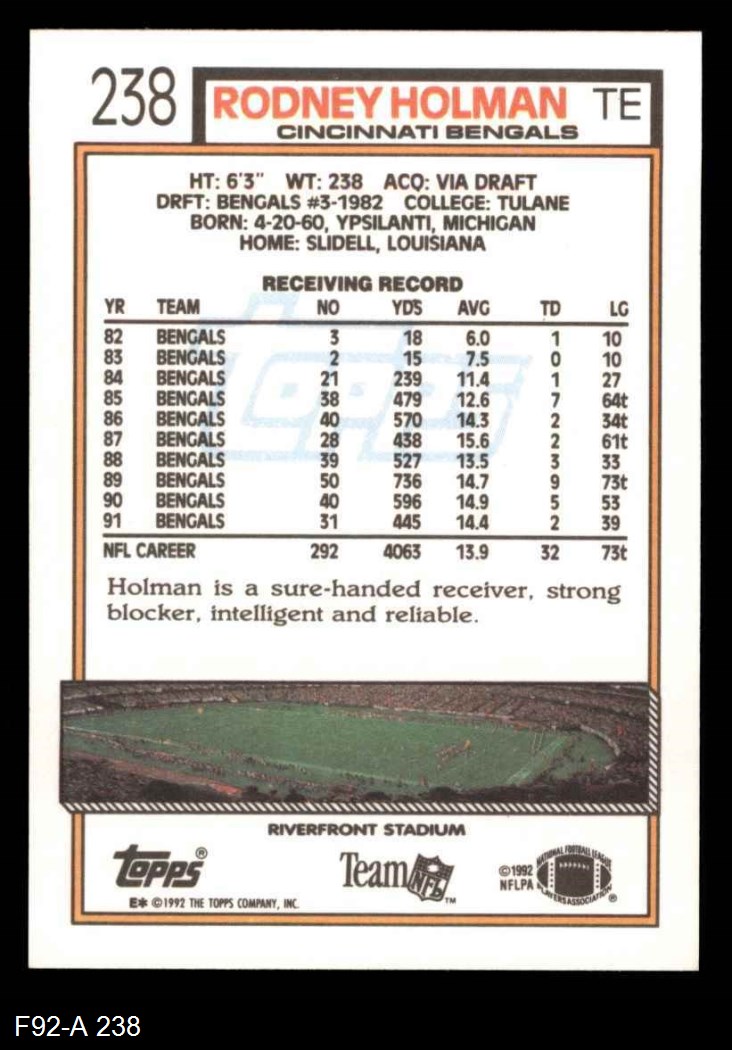 238 RODNEY HOLMAN TE
CINCINNATI BENGALS
HT: 6'3" WT: 238 ACQ: VIA DRAFT
DRFT: BENGALS #3-1982 COLLEGE: TULANE
BORN: 4-20-60, YPSILANTI, MICHIGAN
HOME: SLIDELL, LOUISIANA
RECEIVING RECORD
YR TEAM NO YDS AVG TD LG
82 BENGALS 3 18 6.0 1 10
83 BENGALS 2 15 7.5 0 10
84 BENGALS 21 239 11.4 1 27
85 BENGALS 38 479 12.6 7 64t
86 BENGALS 40 570 14.3 2 34t
87 BENGALS 28 438 15.6 2 61t
88 BENGALS 39 527 13.5 3 33
89 BENGALS 50 736 14.7 9 73t
90 BENGALS 40 596 14.9 5 53
91 BENGALS 31 445 14.4 2 39
NFL CAREER 292 4063 13.9 32 73t
topps
Holman is a sure-handed receiver, strong
blocker, intelligent and reliable.
RIVERFRONT STADIUM
topps®
E* ©1992 THE TOPPS COMPANY, INC.
Team NFL™
©1992
NFLPA
NATIONAL FOOTBALL LEAGUE
PLAYERS ASSOCIATION ®
F92-A 238